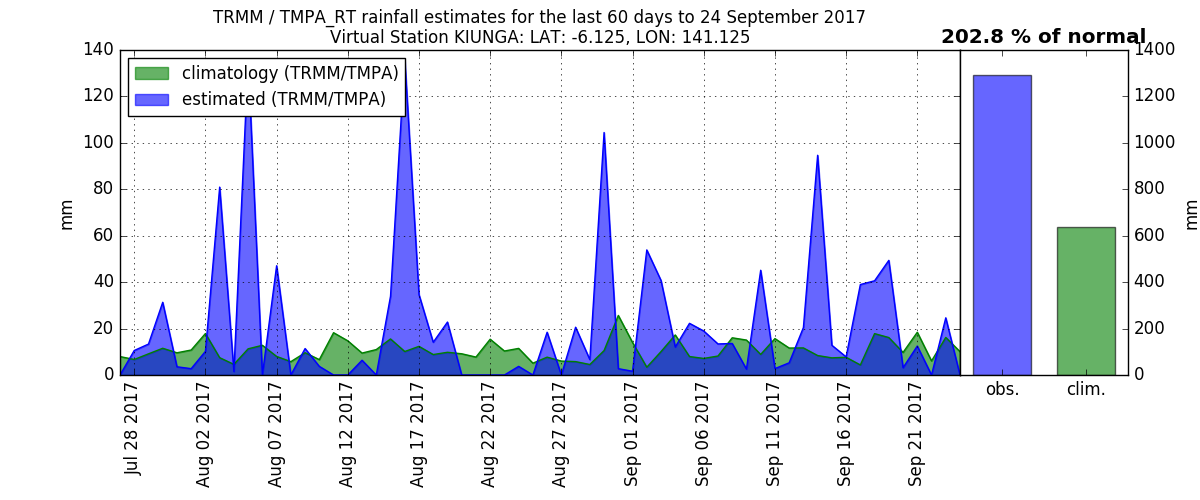 TRMM / TMPA_RT rainfall estimates for the last 60 days to 24 September 2017
Virtual Station KIUNGA: LAT: -6.125, LON: 141.125
202.8 % of normal
climatology (TRMM/TMPA)
estimated (TRMM/TMPA)
140
120
100
80
60
40
20
0
mm
Jul 28 2017
Aug 02 2017
Aug 07 2017
Aug 12 2017
Aug 17 2017
Aug 22 2017
Aug 27 2017
Sep 01 2017
Sep 06 2017
Sep 11 2017
Sep 16 2017
Sep 21 2017
1400
1200
1000
800
600
400
200
0
mm
obs.
clim.